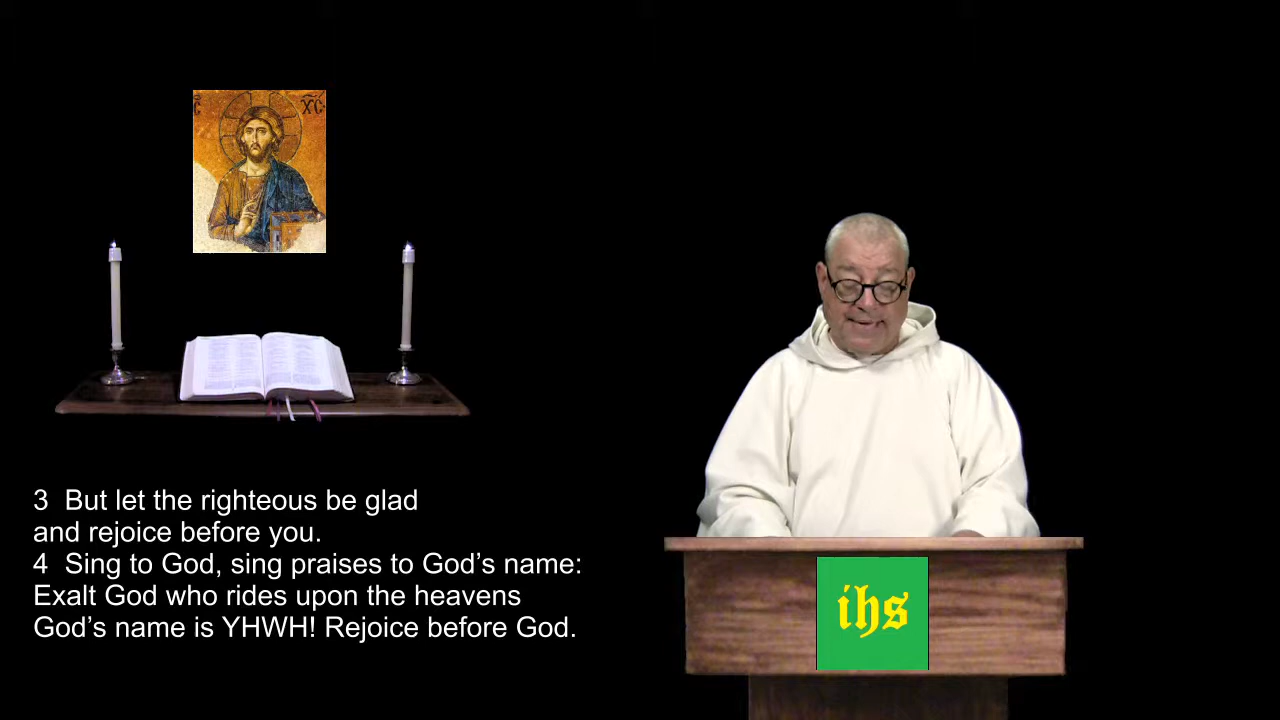 XC
3 But let the righteous be glad
and rejoice before you.
4 Sing to God, sing praises to God’s name:
Exalt God who rides upon the heavens
God’s name is YHWH! Rejoice before God.
ihs